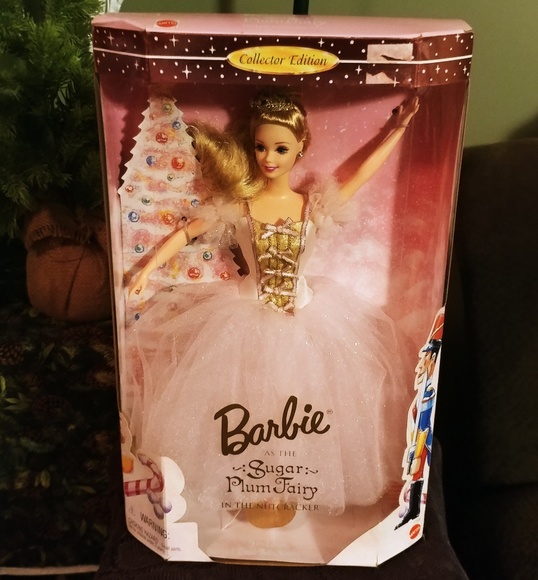 Collector Edition
Barbie®
AS THE
Sugar
Plum Fairy
IN THE NUTCRACKER
WARNING: